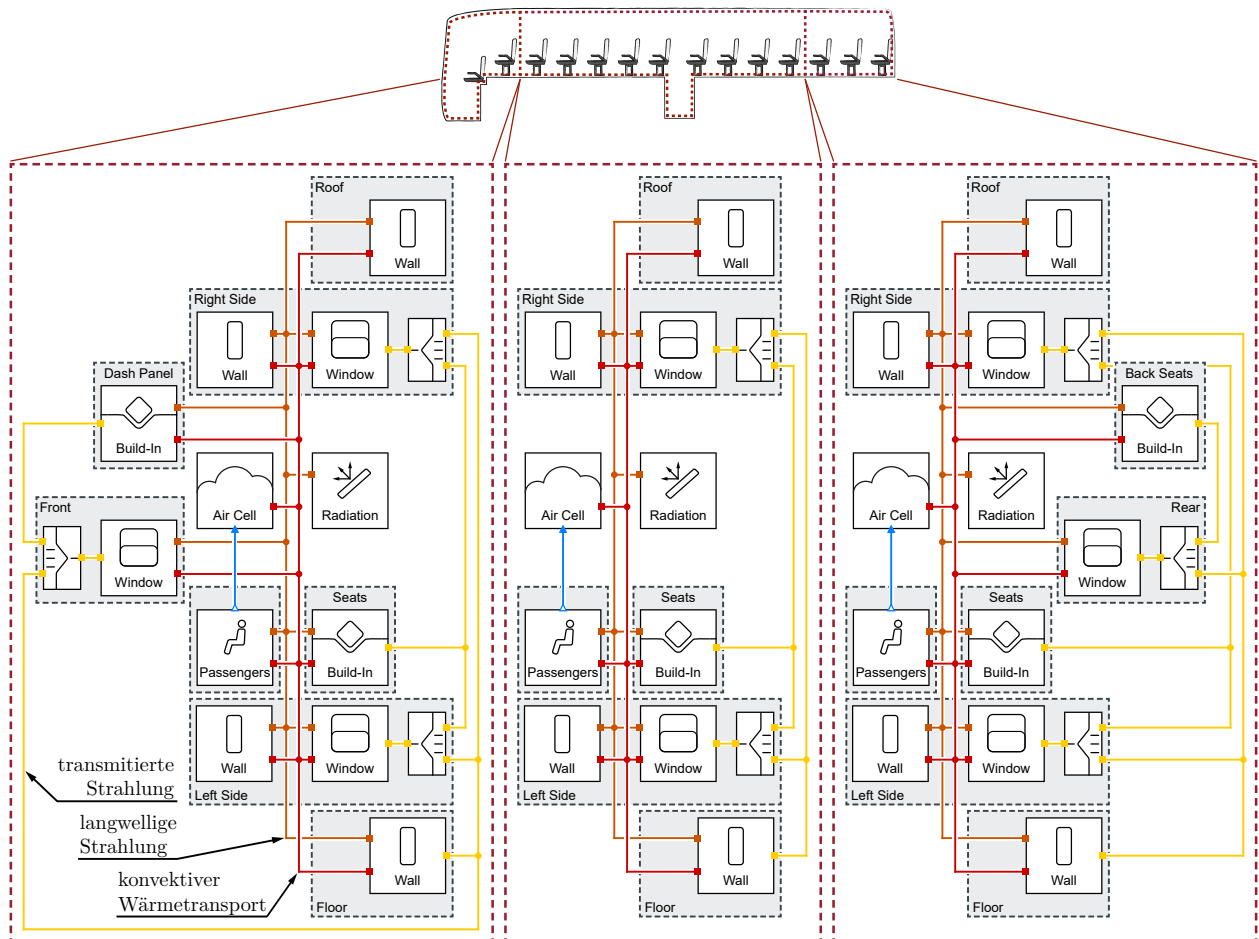 Roof
Wall
Right Side
Wall
Window
Dash Panel
Build-In
Air Cell
Radiation
Front
Window
Seats
Passengers
Build-In
Wall
Window
Left Side
transmitierte
Strahlung
langwellige
Strahlung
konvektiver
Wärmetransport
Wall
Floor
Roof
Wall
Right Side
Wall
Window
Air Cell
Radiation
Seats
Passengers
Build-In
Wall
Window
Left Side
Wall
Floor
Roof
Wall
Right Side
Wall
Window
Back Seats
Build-In
Air Cell
Radiation
Rear
Window
Seats
Passengers
Build-In
Wall
Window
Left Side
Wall
Floor